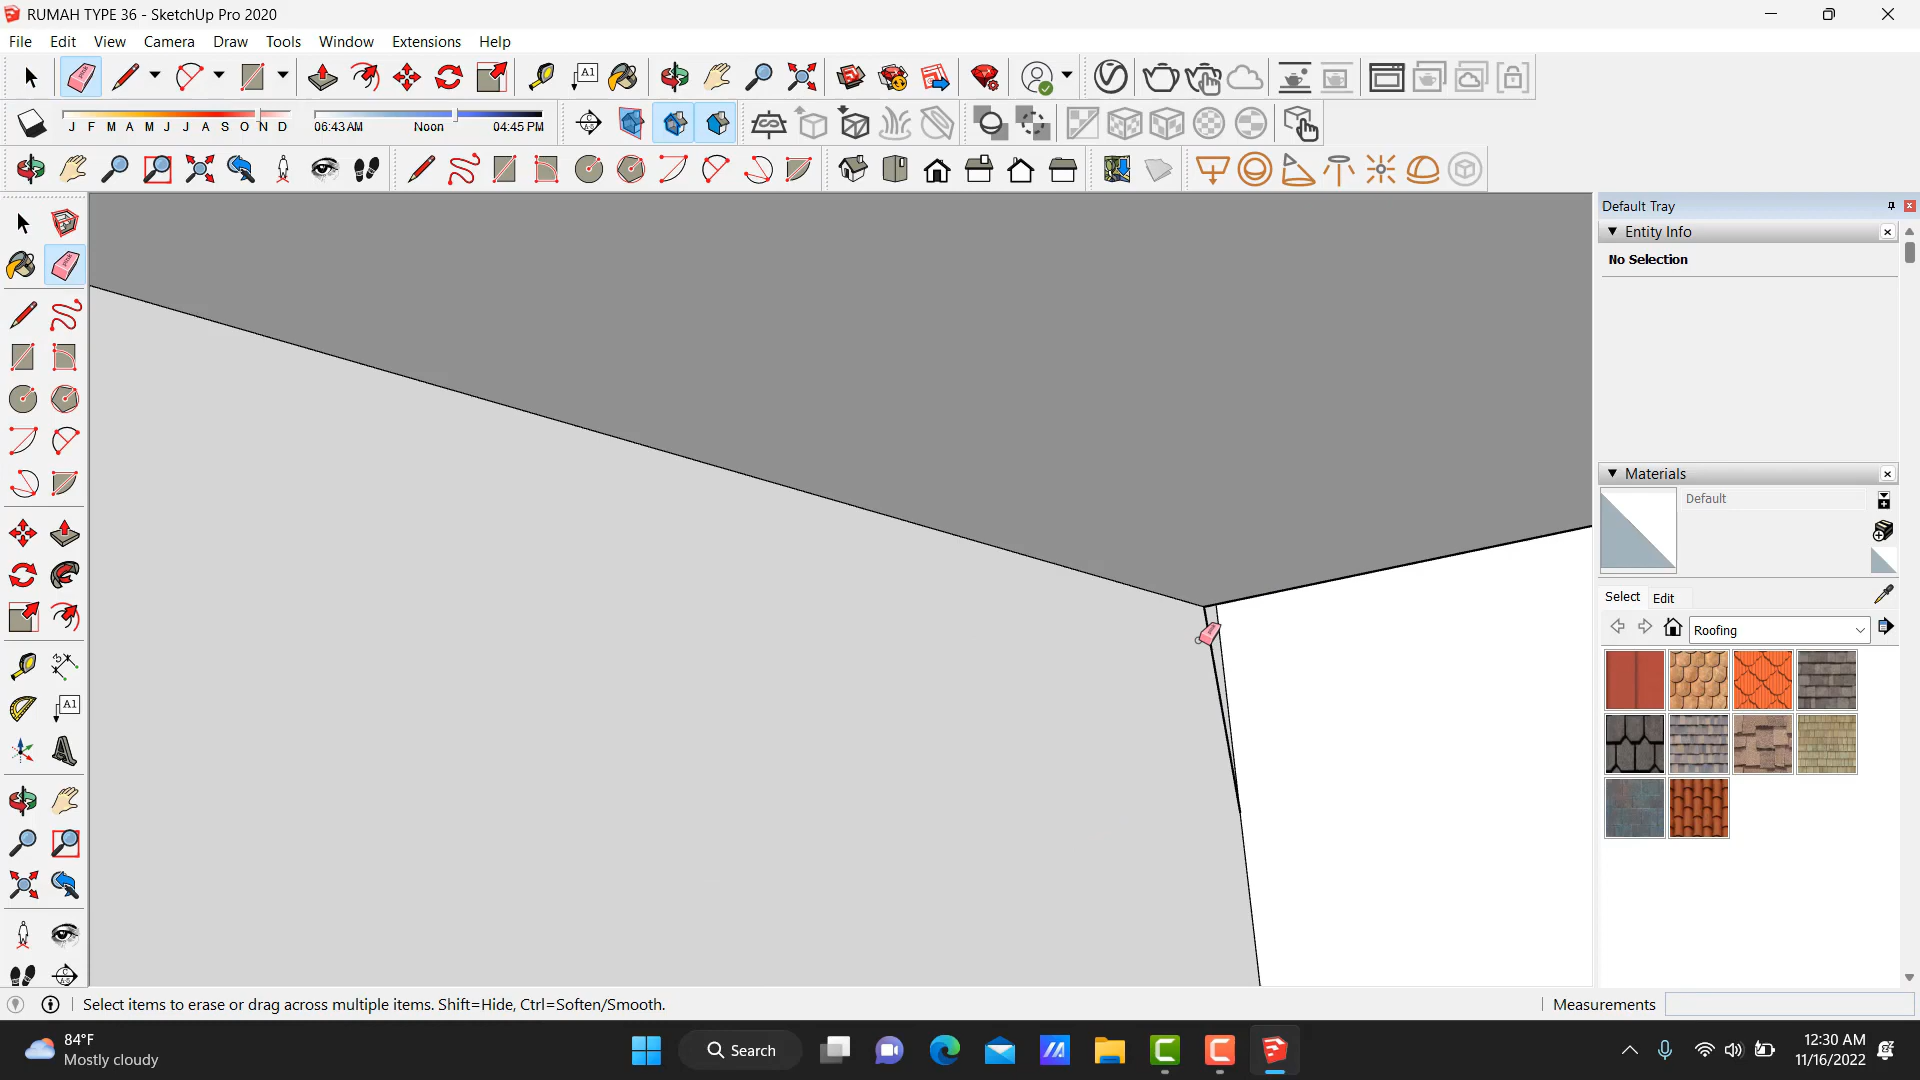 RUMAH TYPE 36 - SketchUp Pro 2020
File Edit View Camera Draw Tools Window Extensions Help
A1
J F M A M J J A S O N D
06:43 AM Noon 04:45 PM
Default Tray
Entity Info
No Selection
Materials
Default
Select Edit
Roofing
A1
Select items to erase or drag across multiple items. Shift=Hide, Ctrl=Soften/Smooth.
Measurements
84°F
Mostly cloudy
Search
12:30 AM
11/16/2022